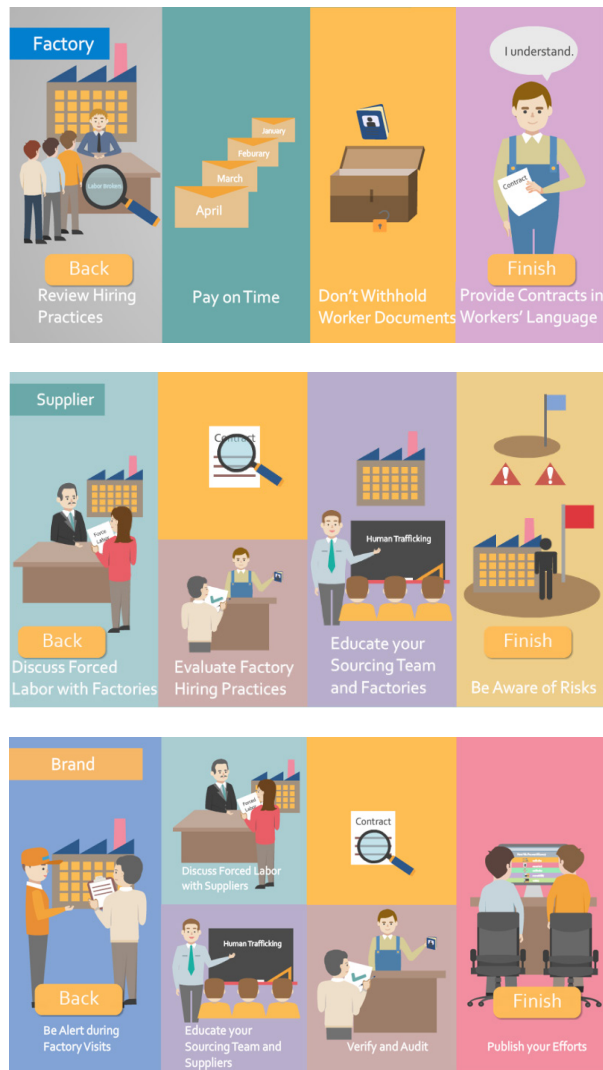 Factory
I understand.
Labor Brokers
January
Feburary
March
April
Contract
Back
Finish
Review Hiring
Practices
Pay on Time
Don't Withhold
Worker Documents
Provide Contracts in
Workers' Language
Supplier
Contract
Force
Labor
Human Trafficking
Back
Finish
Discuss Forced
Labor with Factories
Evaluate Factory
Hiring Practices
Educate your
Sourcing Team
and Factories
Be Aware of Risks
Brand
Forced
Labor
Contract
Discuss Forced Labor
with Suppliers
Human Trafficking
Back
Finish
Be Alert during
Factory Visits
Educate your
Sourcing Team and
Suppliers
Verify and Audit
Publish your Efforts